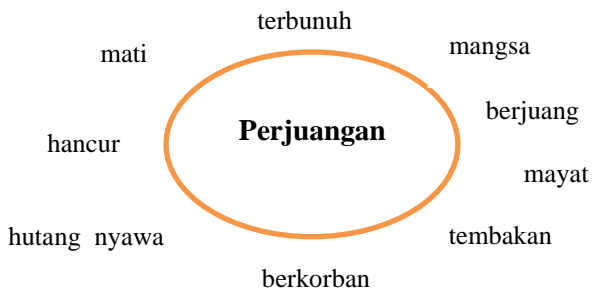 terbunuh
mati
mangsa
berjuang
Perjuangan
hancur
mayat
hutang nyawa
tembakan
berkorban